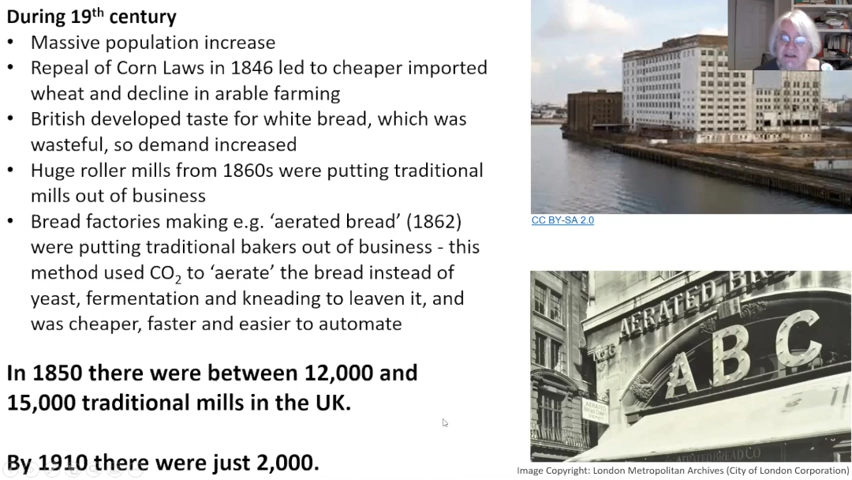 During 19th century
• Massive population increase
• Repeal of Corn Laws in 1846 led to cheaper imported
wheat and decline in arable farming
• British developed taste for white bread, which was
wasteful, so demand increased
• Huge roller mills from 1860s were putting traditional
mills out of business
• Bread factories making e.g. ‘aerated bread’ (1862)
were putting traditional bakers out of business - this
method used CO2 to ‘aerate’ the bread instead of
yeast, fermentation and kneading to leaven it, and
was cheaper, faster and easier to automate
In 1850 there were between 12,000 and
15,000 traditional mills in the UK.
By 1910 there were just 2,000.
CC BY-SA 2.0
AERATED
ABC
Image Copyright: London Metropolitan Archives (City of London Corporation)